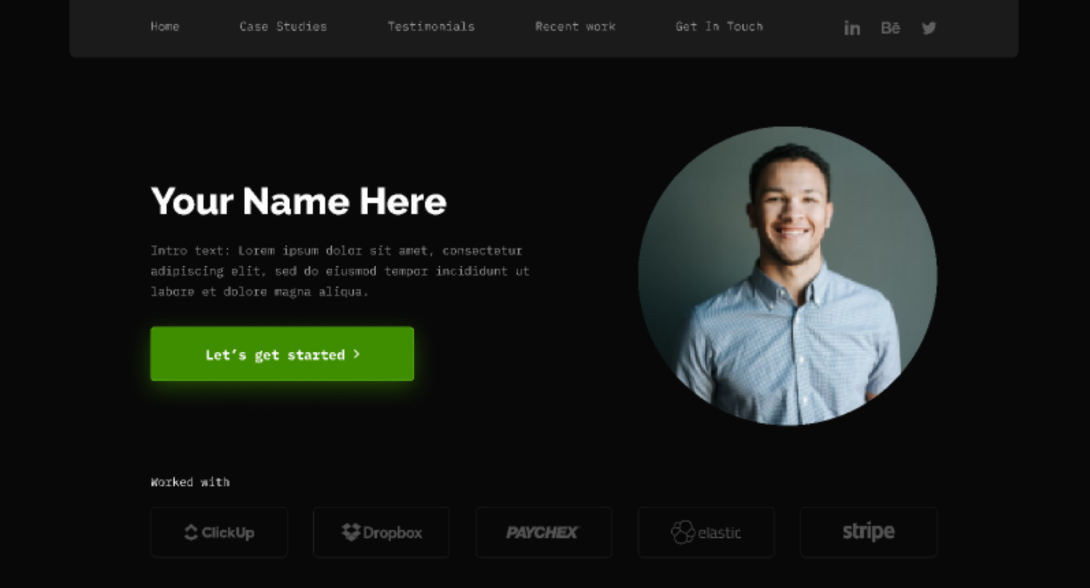 Home Case Studies Testimonials Recent work Get In Touch in Bē
Your Name Here
Intro text: Lorem ipsum dolor sit amet, consectetur
adipiscing elit, sed do eiusmod tempor incididunt ut
labore et dolore magna aliqua.
Let’s get started >
Worked with
ClickUp Dropbox PAYCHEX elastic stripe